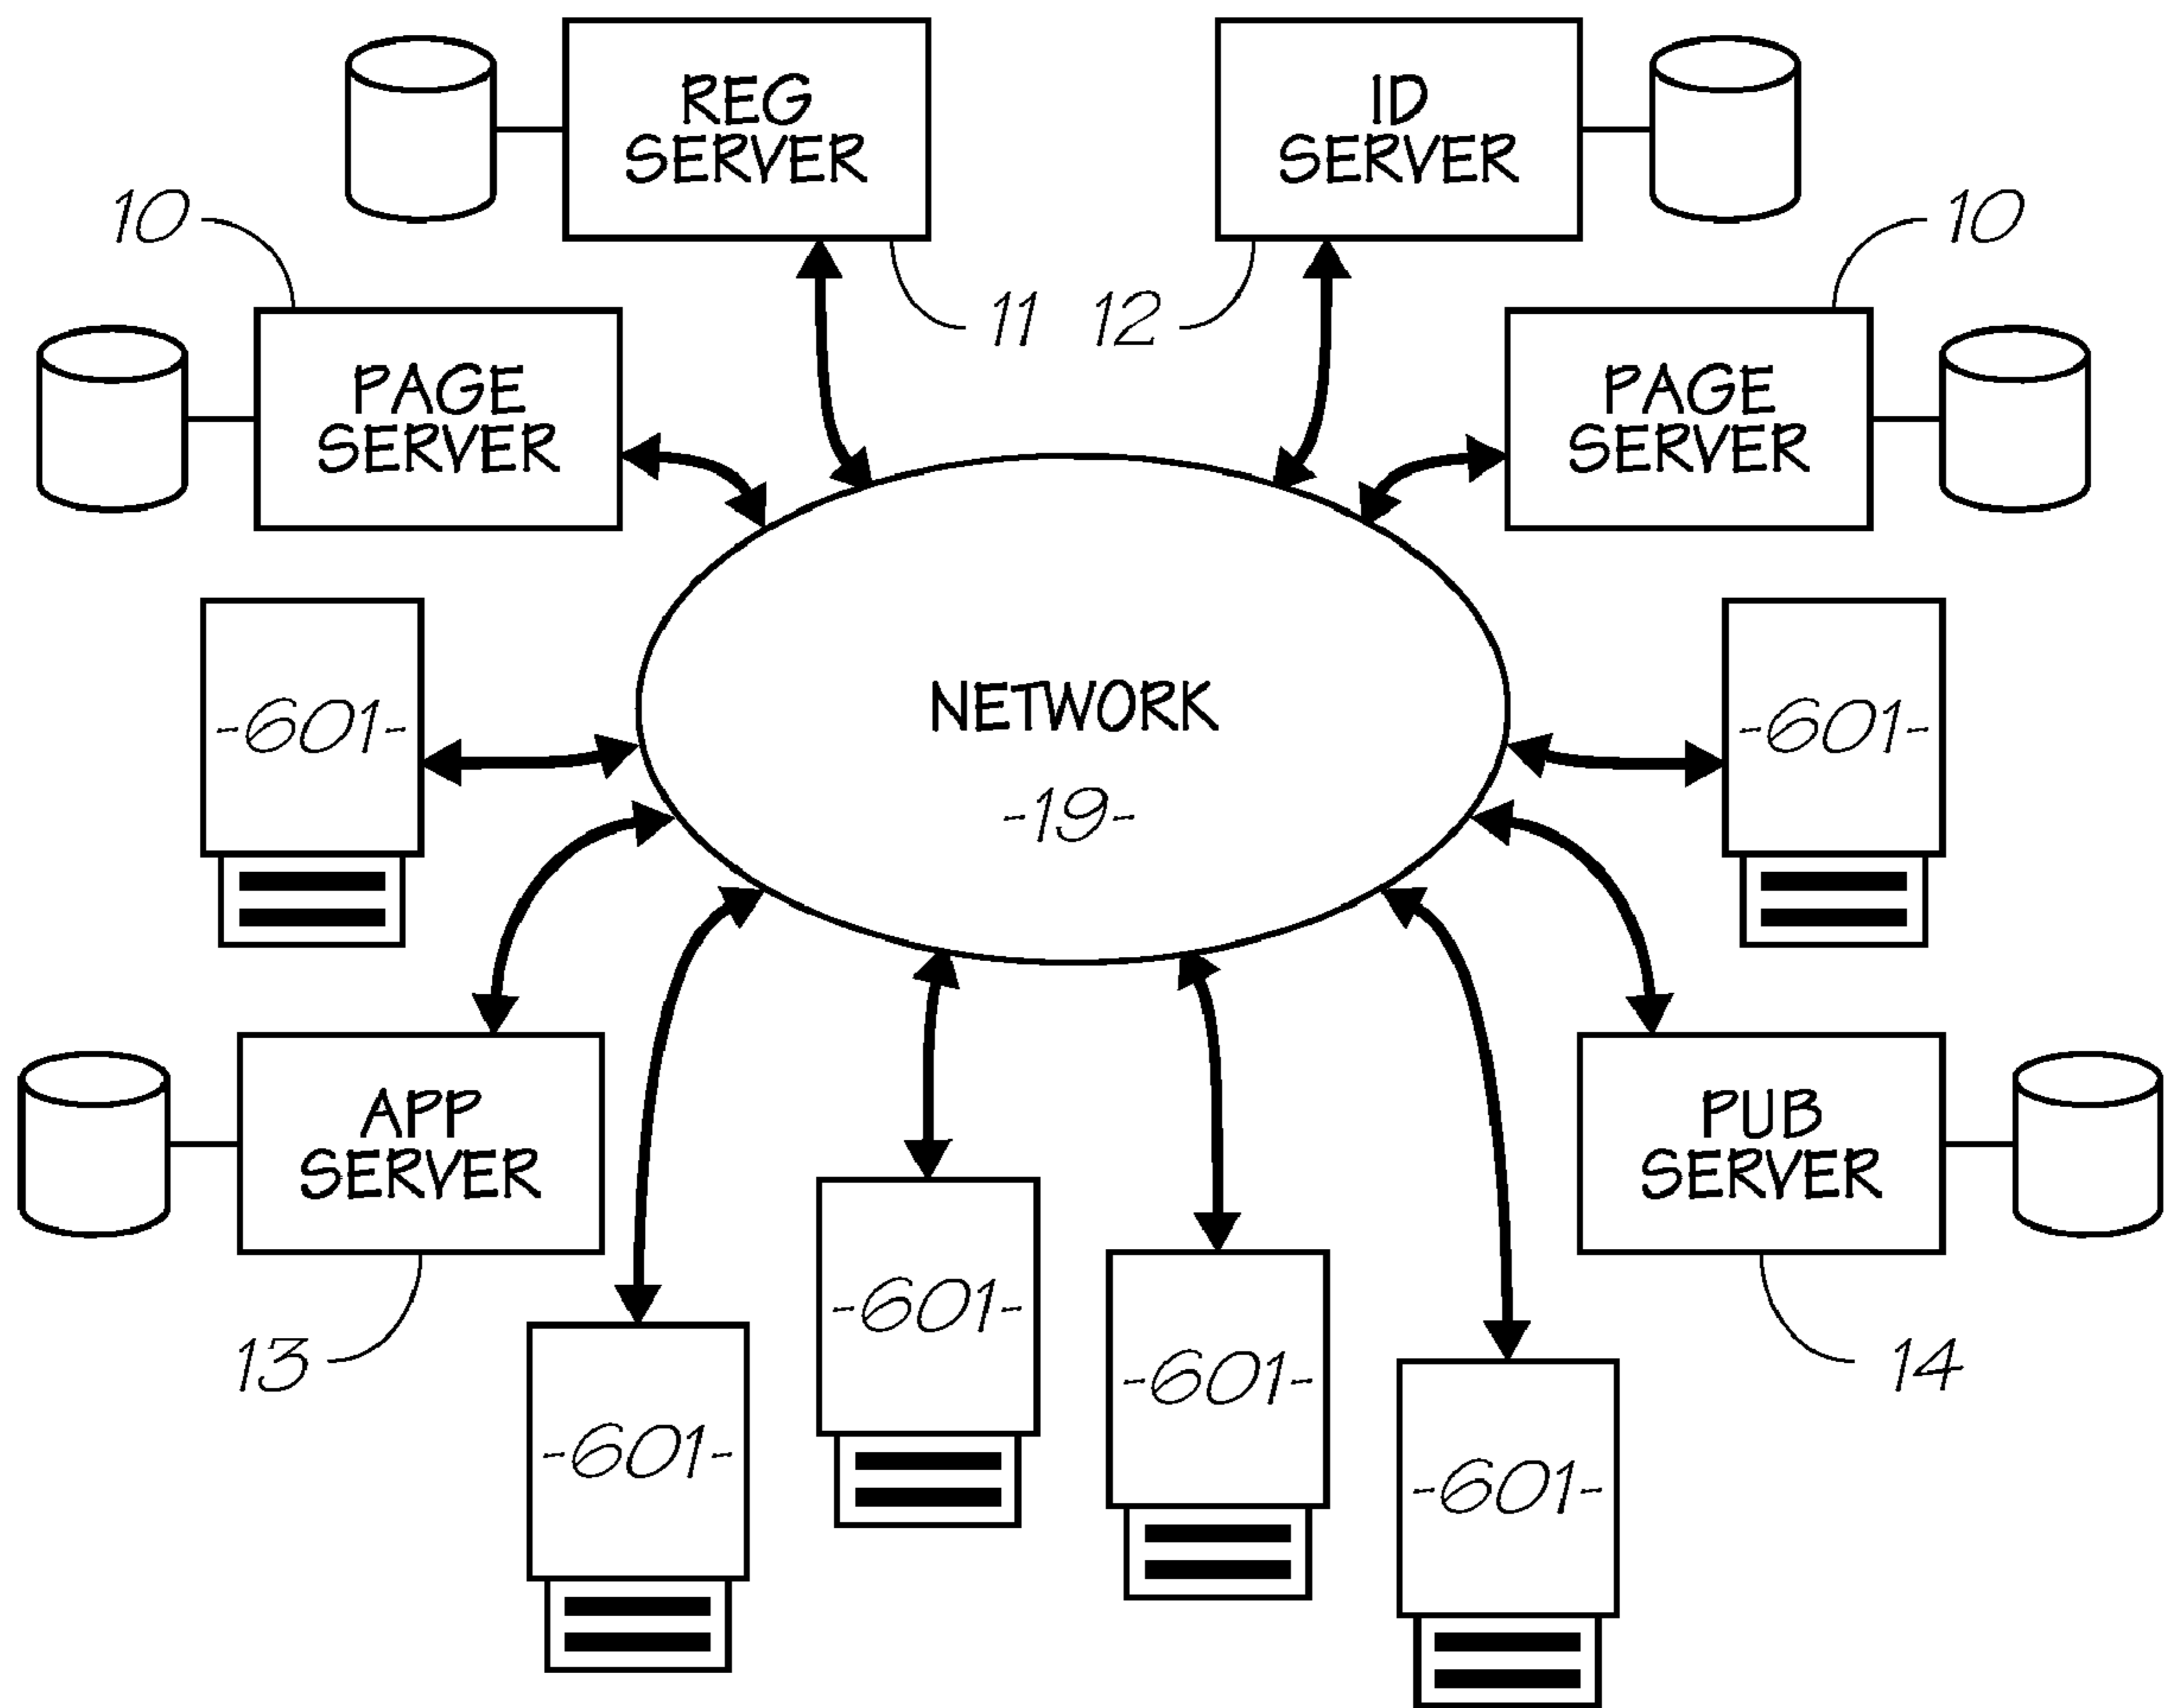 REG
SERVER
ID
SERVER
10
10
11
12
PAGE
SERVER
PAGE
SERVER
-601-
NETWORK
-19-
-601-
APP
SERVER
PUB
SERVER
13
14
-601-
-601-
-601-
-601-